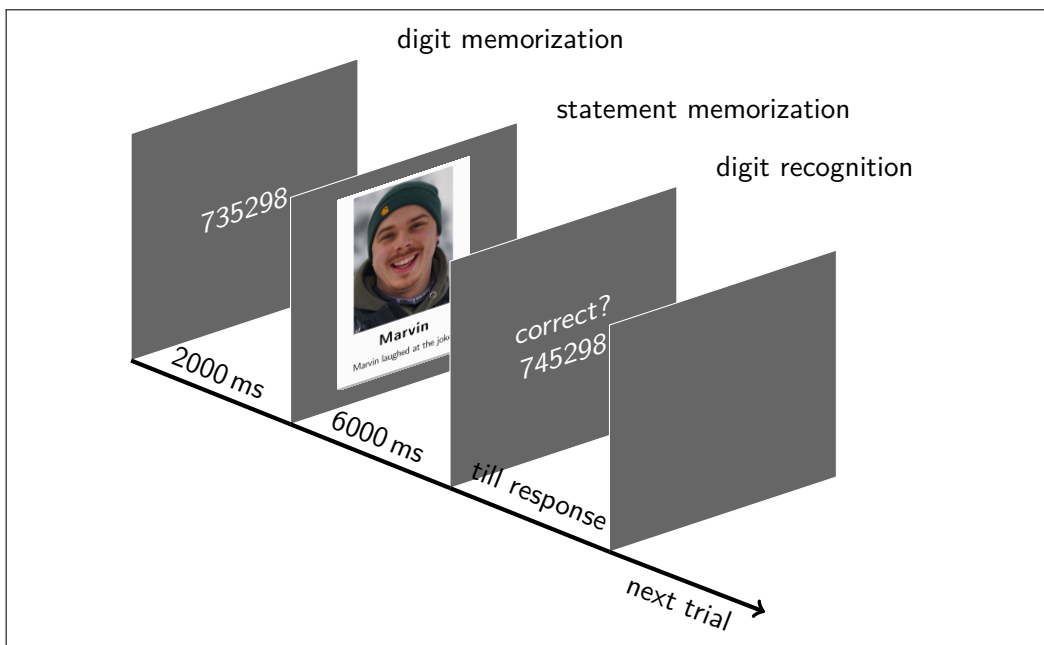 digit memorization
statement memorization
digit recognition
735298
Marvin
Marvin laughed at the
correct?
745298
2000 ms
6000 ms
till response
next trial